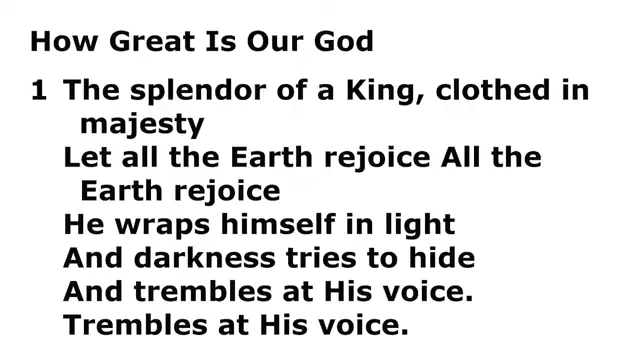 How Great Is Our God
1 The splendor of a King, clothed in
majesty
Let all the Earth rejoice All the
Earth rejoice
He wraps himself in light
And darkness tries to hide
And trembles at His voice.
Trembles at His voice.